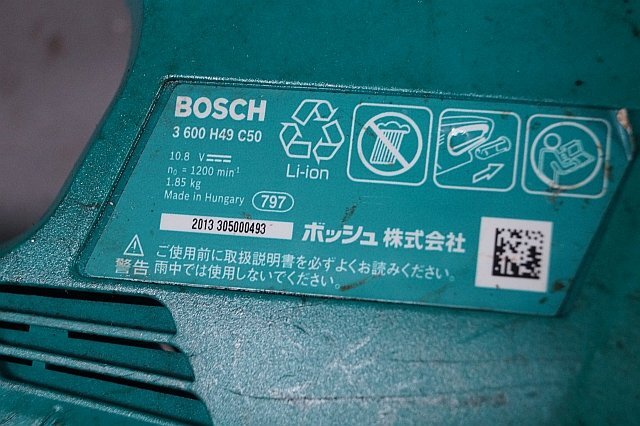 BOSCH
3 600 H49 C50
10.8 V
n₀ = 1200 min⁻¹
1.85 kg
Made in Hungary 797
Li-ion
2013 305000493
ボッシュ 株式会社
ご使用前に取扱説明書を必ずよくお読みください。
警告 雨中では使用しないでください。